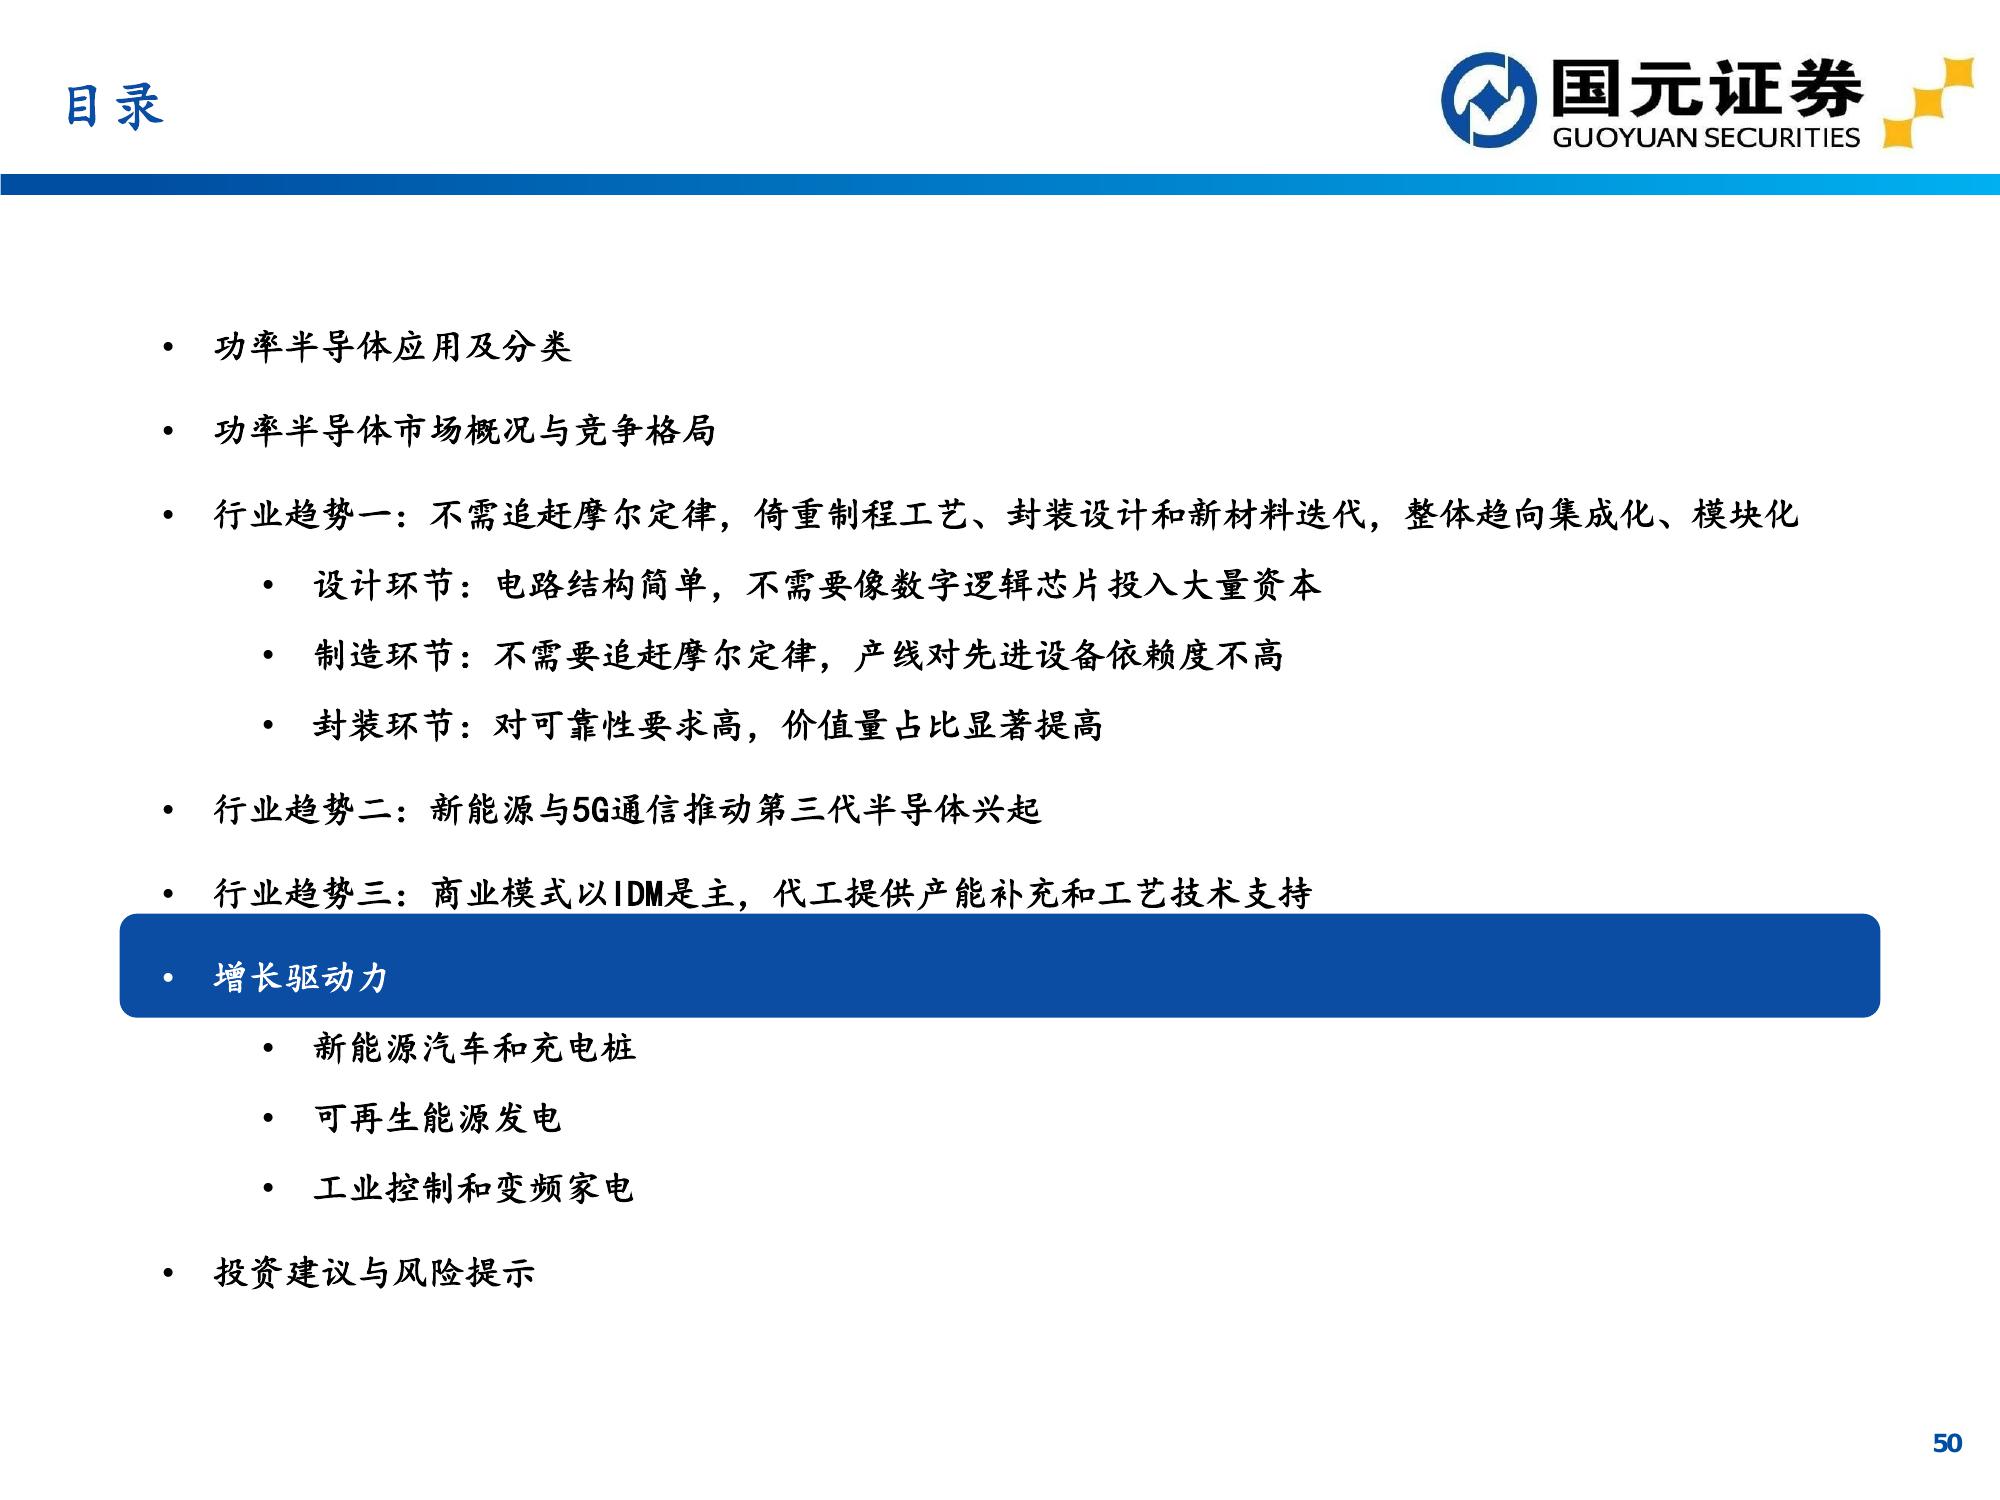 目录
国元证券
GUOYUAN SECURITIES
• 功率半导体应用及分类
• 功率半导体市场概况与竞争格局
• 行业趋势一：不需追赶摩尔定律，倚重制程工艺、封装设计和新材料迭代，整体趋向集成化、模块化
• 设计环节：电路结构简单，不需要像数字逻辑芯片投入大量资本
• 制造环节：不需要追赶摩尔定律，产线对先进设备依赖度不高
• 封装环节：对可靠性要求高，价值量占比显著提高
• 行业趋势二：新能源与5G通信推动第三代半导体兴起
• 行业趋势三：商业模式以IDM是主，代工提供产能补充和工艺技术支持
• 增长驱动力
• 新能源汽车和充电桩
• 可再生能源发电
• 工业控制和变频家电
• 投资建议与风险提示
50